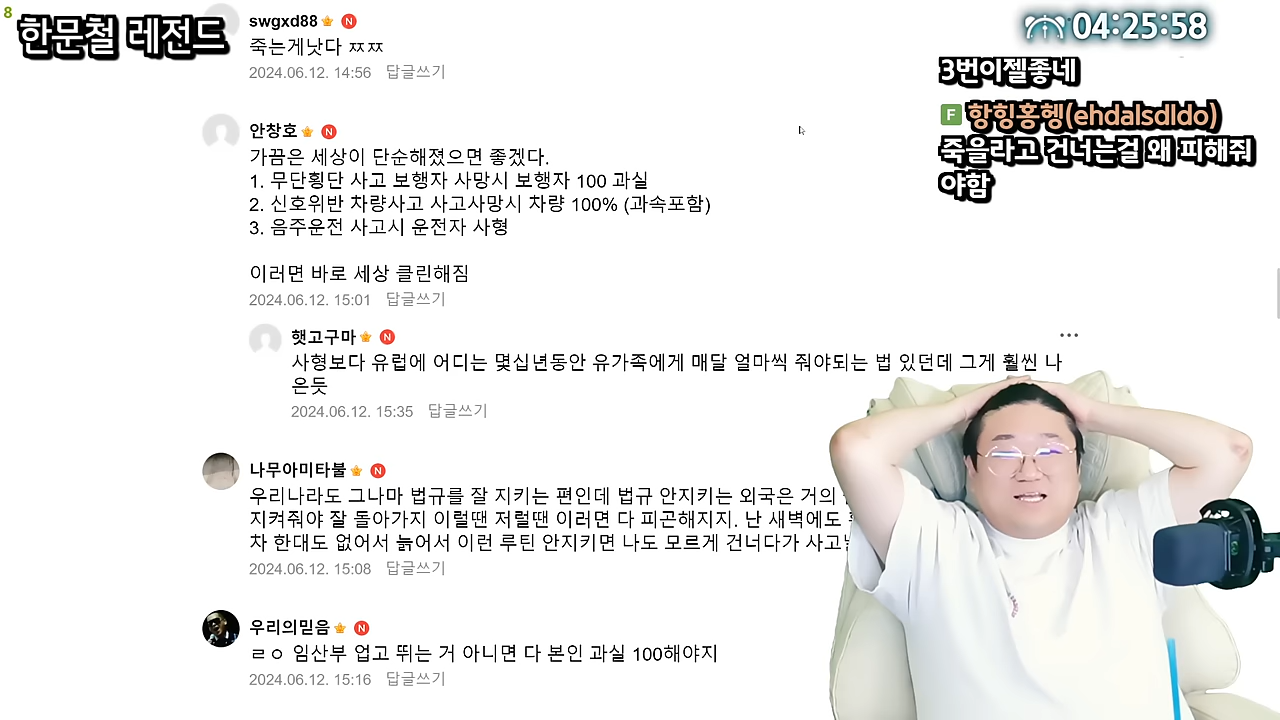 8
한문철 레전드
04:25:58
swgxd88 N
죽는게낫다 ㅉㅉ
2024.06.12. 14:56 답글쓰기
3번이젤좋네
F 항힝홍헹(ehdalsdldo)
죽을라고 건너는걸 왜 피해줘
야함
안창호 N
가끔은 세상이 단순해졌으면 좋겠다.
1. 무단횡단 사고 보행자 사망시 보행자 100 과실
2. 신호위반 차량사고 사고사망시 차량 100% (과속포함)
3. 음주운전 사고시 운전자 사형
이러면 바로 세상 클린해짐
2024.06.12. 15:01 답글쓰기
햇고구마 N
사형보다 유럽에 어디는 몇십년동안 유가족에게 매달 얼마씩 줘야되는 법 있던데 그게 훨씬 나
은듯
2024.06.12. 15:35 답글쓰기
나무아미타불 N
우리나라도 그나마 법규를 잘 지키는 편인데 법규 안지키는 외국은 거의
지켜줘야 잘 돌아가지 이럴땐 저럴땐 이러면 다 피곤해지지. 난 새벽에도
차 한대도 없어서 늙어서 이런 루틴 안지키면 나도 모르게 건너다가
2024.06.12. 15:08 답글쓰기
우리의믿음 N
ㄹㅇ 임산부 업고 뛰는 거 아니면 다 본인 과실 100해야지
2024.06.12. 15:16 답글쓰기